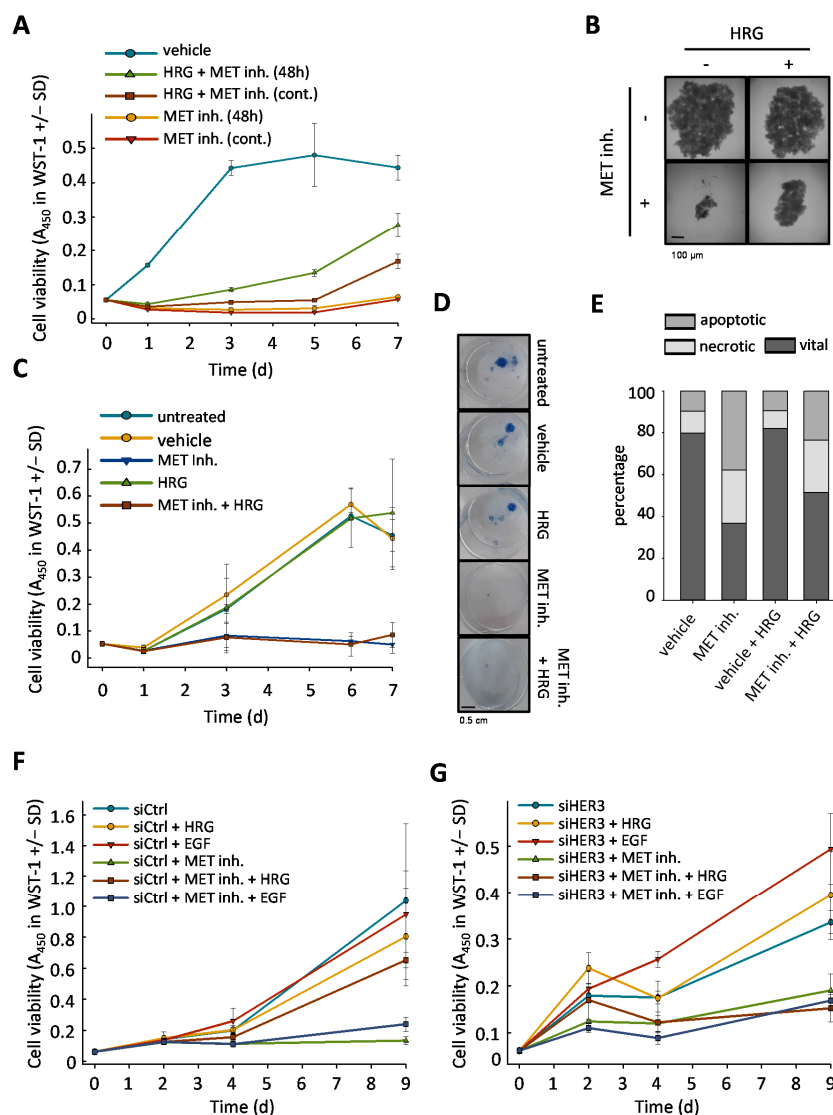 A
vehicle
HRG + MET inh. (48h)
HRG + MET inh. (cont.)
MET inh. (48h)
MET inh. (cont.)
Cell viability (A450 in WST-1 +/− SD)
0.5
0.4
0.3
0.2
0.1
0
0 1 2 3 4 5 6 7
Time (d)
B
HRG
- +
MET inh.
-
+
100 µm
C
untreated
vehicle
MET Inh.
HRG
MET inh. + HRG
Cell viability (A450 in WST-1 +/− SD)
0.7
0.6
0.5
0.4
0.3
0.2
0.1
0
0 1 2 3 4 5 6 7
Time (d)
D
untreated
vehicle
HRG
MET inh.
MET inh.
+ HRG
0.5 cm
E
apoptotic
necrotic
vital
percentage
100
80
60
40
20
0
vehicle
MET inh.
vehicle + HRG
MET inh. + HRG
F
siCtrl
siCtrl + HRG
siCtrl + EGF
siCtrl + MET inh.
siCtrl + MET inh. + HRG
siCtrl + MET inh. + EGF
Cell viability (A450 in WST-1 +/− SD)
1.6
1.4
1.2
1.0
0.8
0.6
0.4
0.2
0
0 1 2 3 4 5 6 7 8 9
Time (d)
G
siHER3
siHER3 + HRG
siHER3 + EGF
siHER3 + MET inh.
siHER3 + MET inh. + HRG
siHER3 + MET inh. + EGF
Cell viability (A450 in WST-1 +/− SD)
0.5
0.4
0.3
0.2
0.1
0
0 1 2 3 4 5 6 7 8 9
Time (d)